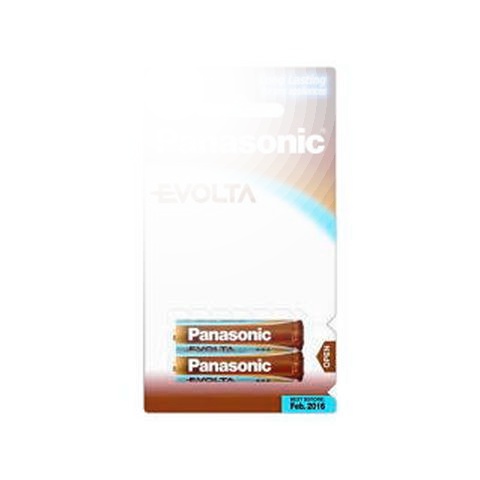 Panasonic
EVOLTA
Panasonic
EVOLTA
Panasonic
EVOLTA
OPEN
BEST BEFORE:
Feb. 2016